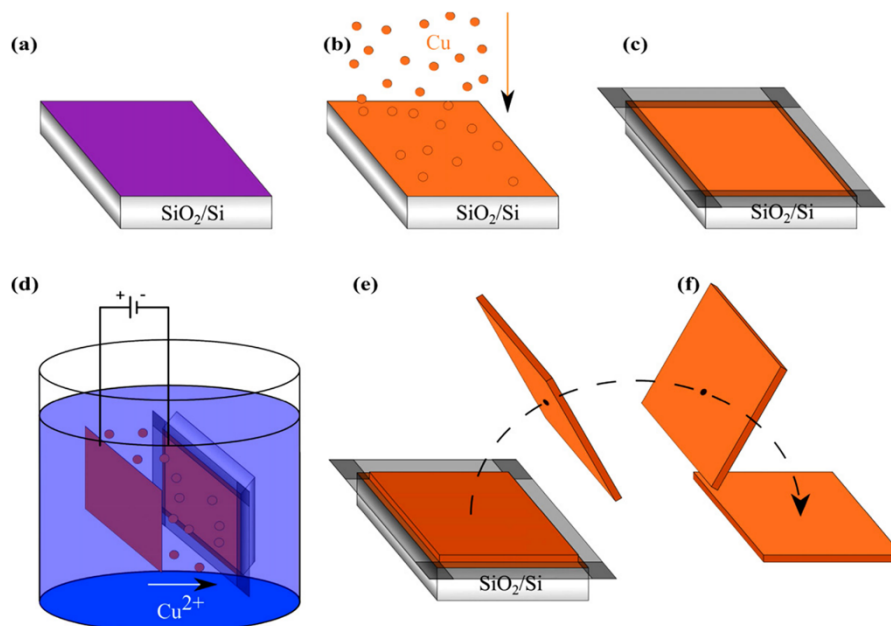 (a)
SiO2/Si
(b)
Cu
SiO2/Si
(c)
SiO2/Si
(d)
+ -
Cu2+
(e)
SiO2/Si
(f)